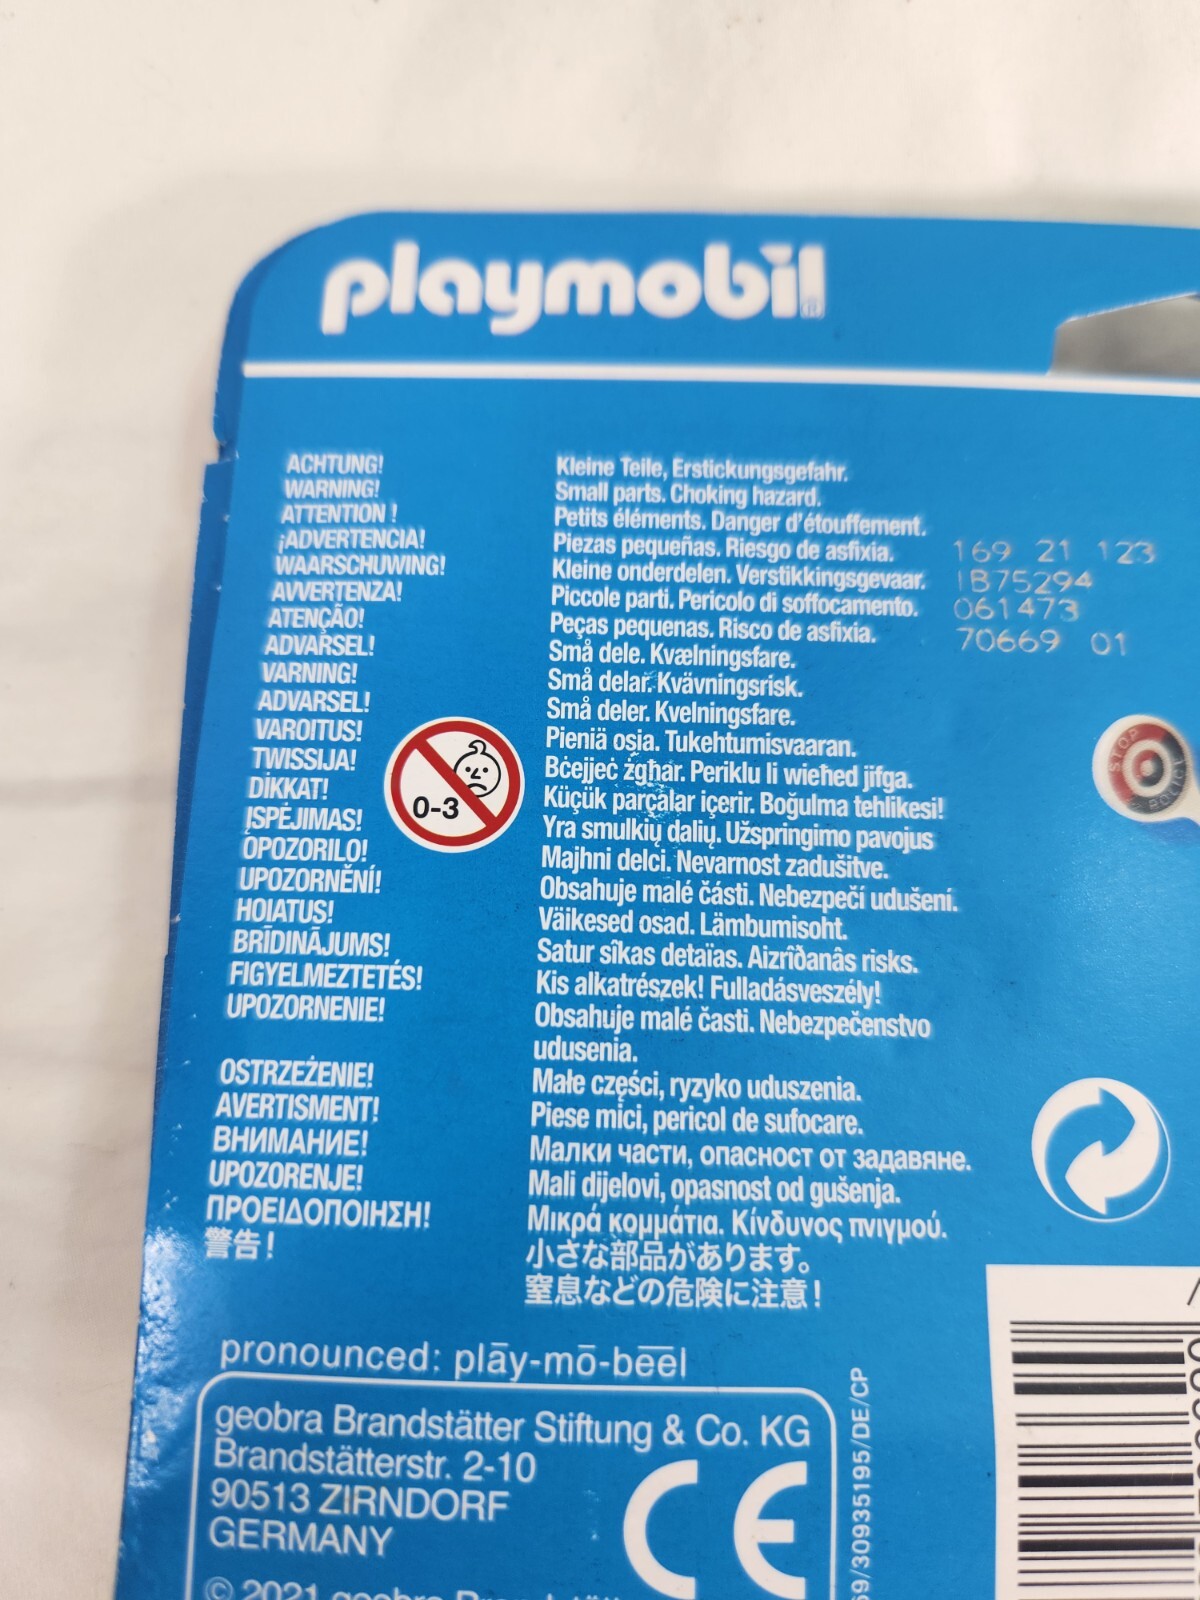 playmobil®
ACHTUNG! Kleine Teile, Erstickungsgefahr.
WARNING! Small parts. Choking hazard.
ATTENTION ! Petits éléments. Danger d'étouffement.
¡ADVERTENCIA! Piezas pequeñas. Riesgo de asfixia.
WAARSCHUWING! Kleine onderdelen. Verstikkingsgevaar.
AVVERTENZA! Piccole parti. Pericolo di soffocamento.
ATENÇÃO! Peças pequenas. Risco de asfixia.
ADVARSEL! Små dele. Kvælningsfare.
VARNING! Små delar. Kvävningsrisk.
ADVARSEL! Små deler. Kvelningsfare.
VAROITUS! Pieniä osia. Tukehtumisvaaran.
TWISSIJA! Bċejjeċ żgħar. Periklu li wieħed jifga.
DİKKAT! Küçük parçalar içerir. Boğulma tehlikesi!
ĮSPĖJIMAS! Yra smulkių dalių. Užspringimo pavojus
OPOZORILO! Majhni delci. Nevarnost zadušitve.
UPOZORNĚNÍ! Obsahuje malé části. Nebezpečí udušení.
HOIATUS! Väikesed osad. Lämbumisoht.
BRĪDINĀJUMS! Satur sîkas detaïas. Aizrîðanâs risks.
FIGYELMEZTETÉS! Kis alkatrészek! Fulladásveszély!
UPOZORNENIE! Obsahuje malé časti. Nebezpečenstvo
udusenia.
OSTRZEŻENIE! Małe części, ryzyko uduszenia.
AVERTISMENT! Piese mici, pericol de sufocare.
ВНИМАНИЕ! Малки части, опасност от задавяне.
UPOZORENJE! Mali dijelovi, opasnost od gušenja.
ΠΡΟΕΙΔΟΠΟΙΗΣΗ! Μικρά κομμάτια. Κίνδυνος πνιγμού.
警告! 小さな部品があります。
窒息などの危険に注意!
0-3
169 21 123
IB75294
061473
70669 01
STOP
POLICE
pronounced: plāy-mō-bēēl
geobra Brandstätter Stiftung & Co. KG
Brandstätterstr. 2-10
90513 ZIRNDORF
GERMANY
CE
© 2021 geobra Brandstätter
9/30935195/DE/CP